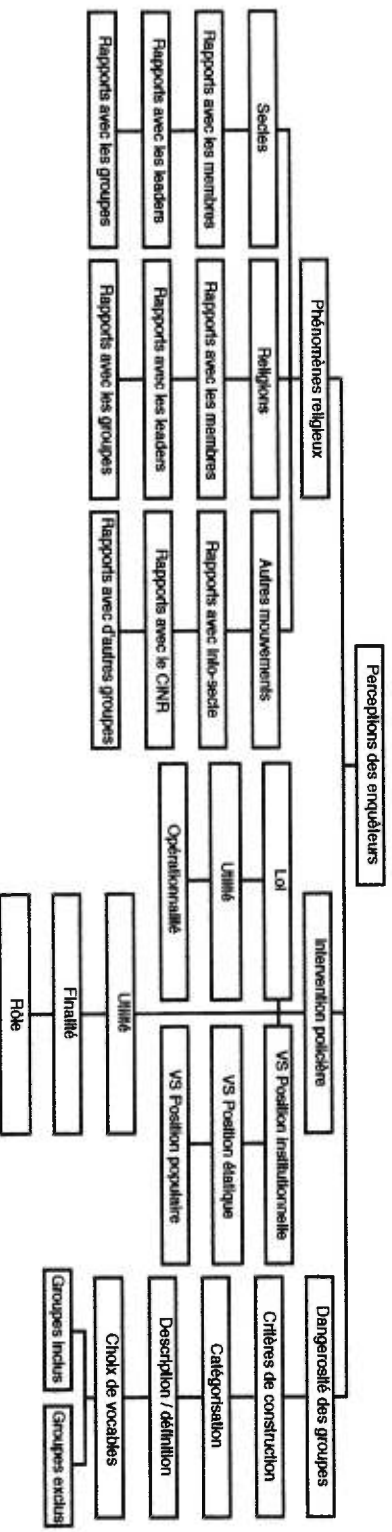 Perceptions des enquêteurs
Phénomènes religieux
Intervention policière
Dangerosité des groupes
Sectes
Religions
Autres mouvements
Loi
VS Position institutionnelle
Critères de construction
Rapports avec les membres
Rapports avec les membres
Rapports avec Info-secte
Utilité
VS Position étatique
Catégorisation
Rapports avec les leaders
Rapports avec les leaders
Rapports avec le CINR
Opérationnalité
VS Position populaire
Description / définition
Rapports avec les groupes
Rapports avec les groupes
Rapports avec d'autres groupes
Utilité
Choix de vocables
Finalité
Groupes inclus
Groupes exclus
Rôle